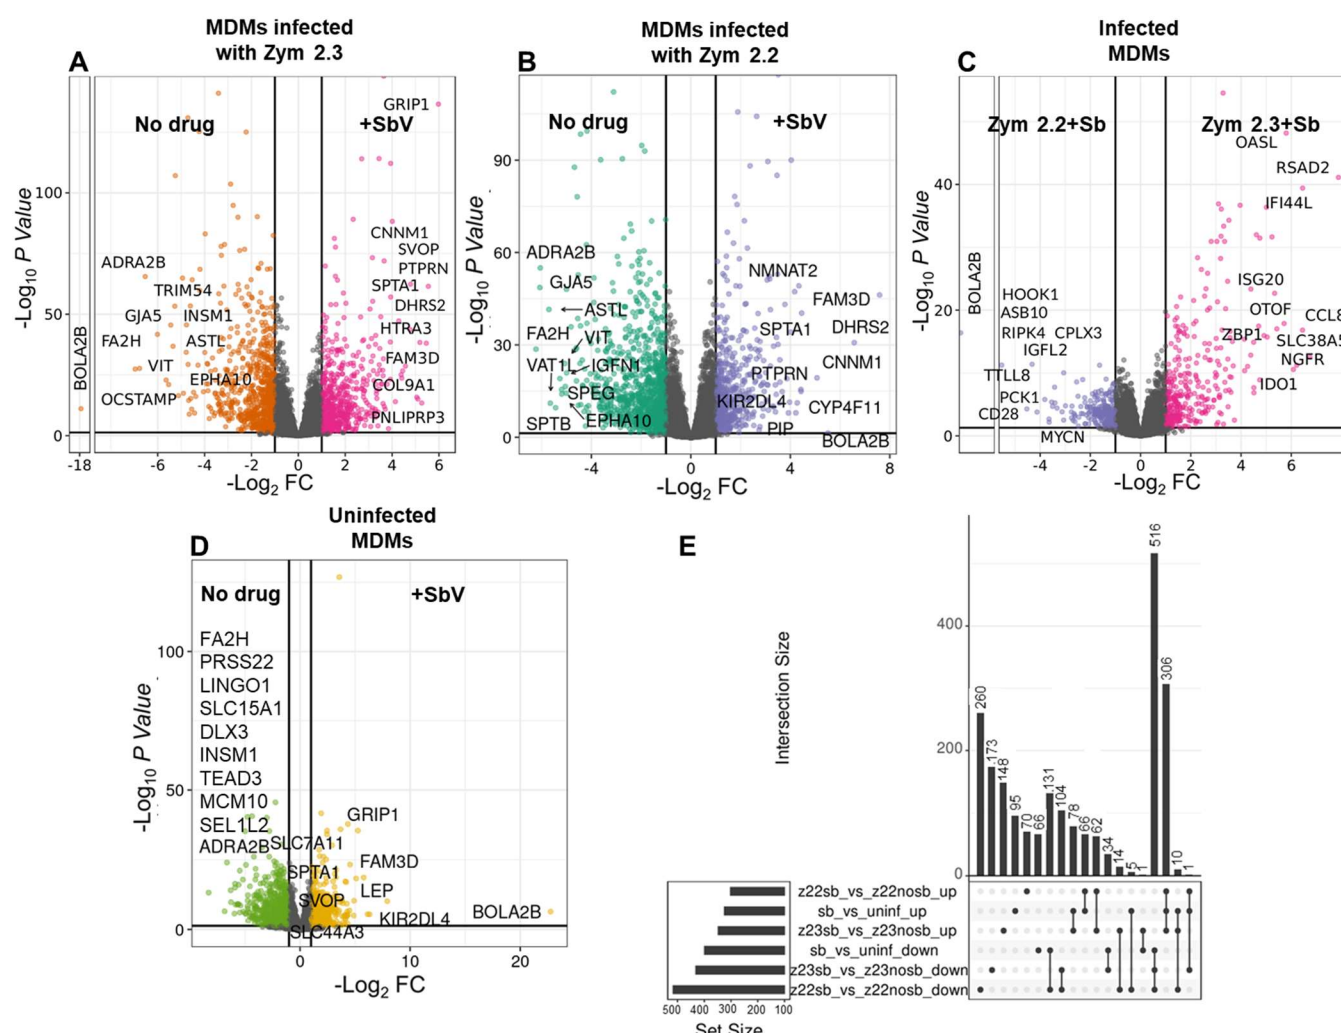 MDMs infected
with Zym 2.3
A
No drug
+SbV
GRIP1
CNNM1
SVOP
PTPRN
SPTA1
DHRS2
HTRA3
FAM3D
COL9A1
PNLIPRP3
ADRA2B
TRIM54
GJA5
INSM1
FA2H
ASTL
VIT
EPHA10
OCSTAMP
BOLA2B
100
50
0
-Log10 P Value
-18
-6
-4
-2
0
2
4
6
-Log2 FC
MDMs infected
with Zym 2.2
B
No drug
+SbV
ADRA2B
GJA5
ASTL
FA2H
VIT
VAT1L
IGFN1
SPEG
EPHA10
SPTB
NMNAT2
FAM3D
SPTA1
DHRS2
CNNM1
PTPRN
KIR2DL4
CYP4F11
PIP
BOLA2B
90
60
30
0
-Log10 P Value
-4
0
4
8
-Log2 FC
Infected
MDMs
C
Zym 2.2+Sb
Zym 2.3+Sb
OASL
RSAD2
IFI44L
ISG20
OTOF
CCL8
ZBP1
SLC38A5
NGFR
IDO1
BOLA2B
HOOK1
ASB10
RIPK4
CPLX3
IGFL2
TTLL8
PCK1
CD28
MYCN
40
20
0
-Log10 P Value
-4
-2
0
2
4
6
-Log2 FC
Uninfected
MDMs
D
No drug
+SbV
FA2H
PRSS22
LINGO1
SLC15A1
DLX3
INSM1
TEAD3
MCM10
SEL1L2
ADRA2B
SLC7A11
SPTA1
SVOP
SLC44A3
GRIP1
FAM3D
LEP
KIR2DL4
BOLA2B
100
50
0
-Log10 P Value
0
10
20
-Log2 FC
E
Intersection Size
400
200
0
260
173
148
95
70
66
131
104
78
66
62
34
14
5
1
516
306
10
1
z22sb_vs_z22nosb_up
sb_vs_uninf_up
z23sb_vs_z23nosb_up
sb_vs_uninf_down
z23sb_vs_z23nosb_down
z22sb_vs_z22nosb_down
500
400
300
200
100
0
Set Size